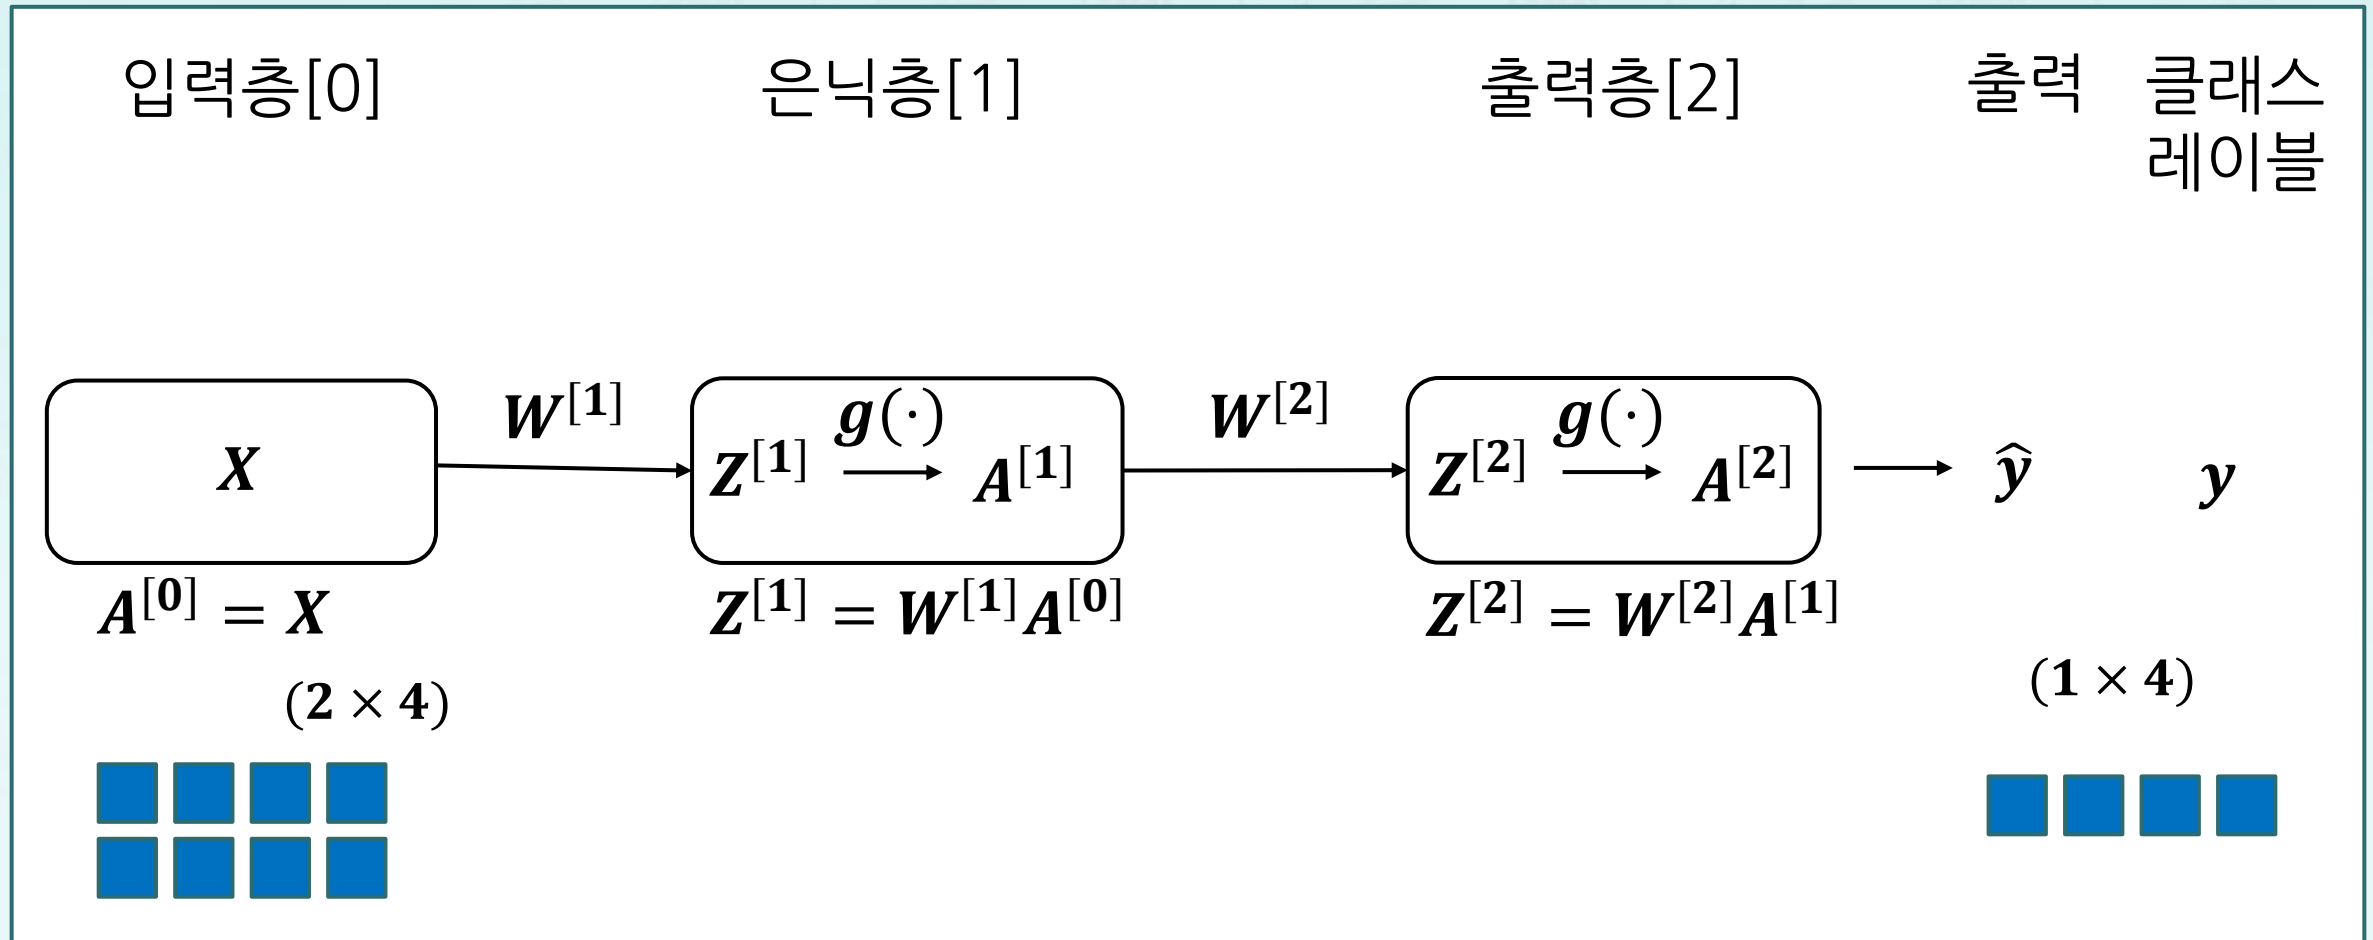 입력층[0] 은닉층[1] 출력층[2] 출력 클래스
레이블
X W^[1] Z^[1] g(·) A^[1] W^[2] Z^[2] g(·) A^[2] ŷ y
A^[0] = X Z^[1] = W^[1]A^[0] Z^[2] = W^[2]A^[1]
(2 × 4) (1 × 4)